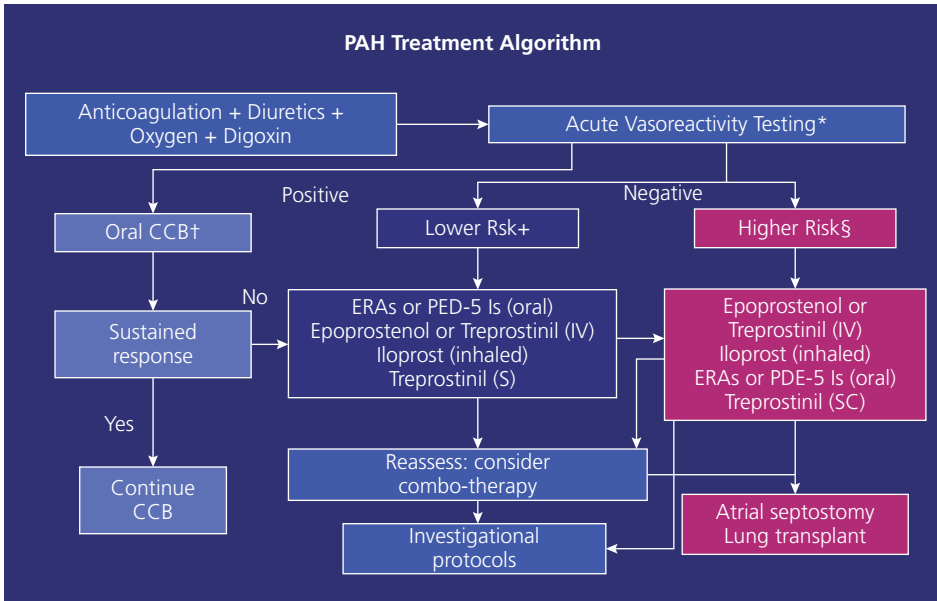 PAH Treatment Algorithm
Anticoagulation + Diuretics +
Oxygen + Digoxin
Acute Vasoreactivity Testing*
Positive
Negative
Oral CCB†
Lower Rsk+
Higher Risk§
No
Sustained
response
ERAs or PED-5 Is (oral)
Epoprostenol or Treprostinil (IV)
Iloprost (inhaled)
Treprostinil (S)
Epoprostenol or
Treprostinil (IV)
Iloprost (inhaled)
ERAs or PDE-5 Is (oral)
Treprostinil (SC)
Yes
Continue
CCB
Reassess: consider
combo-therapy
Investigational
protocols
Atrial septostomy
Lung transplant